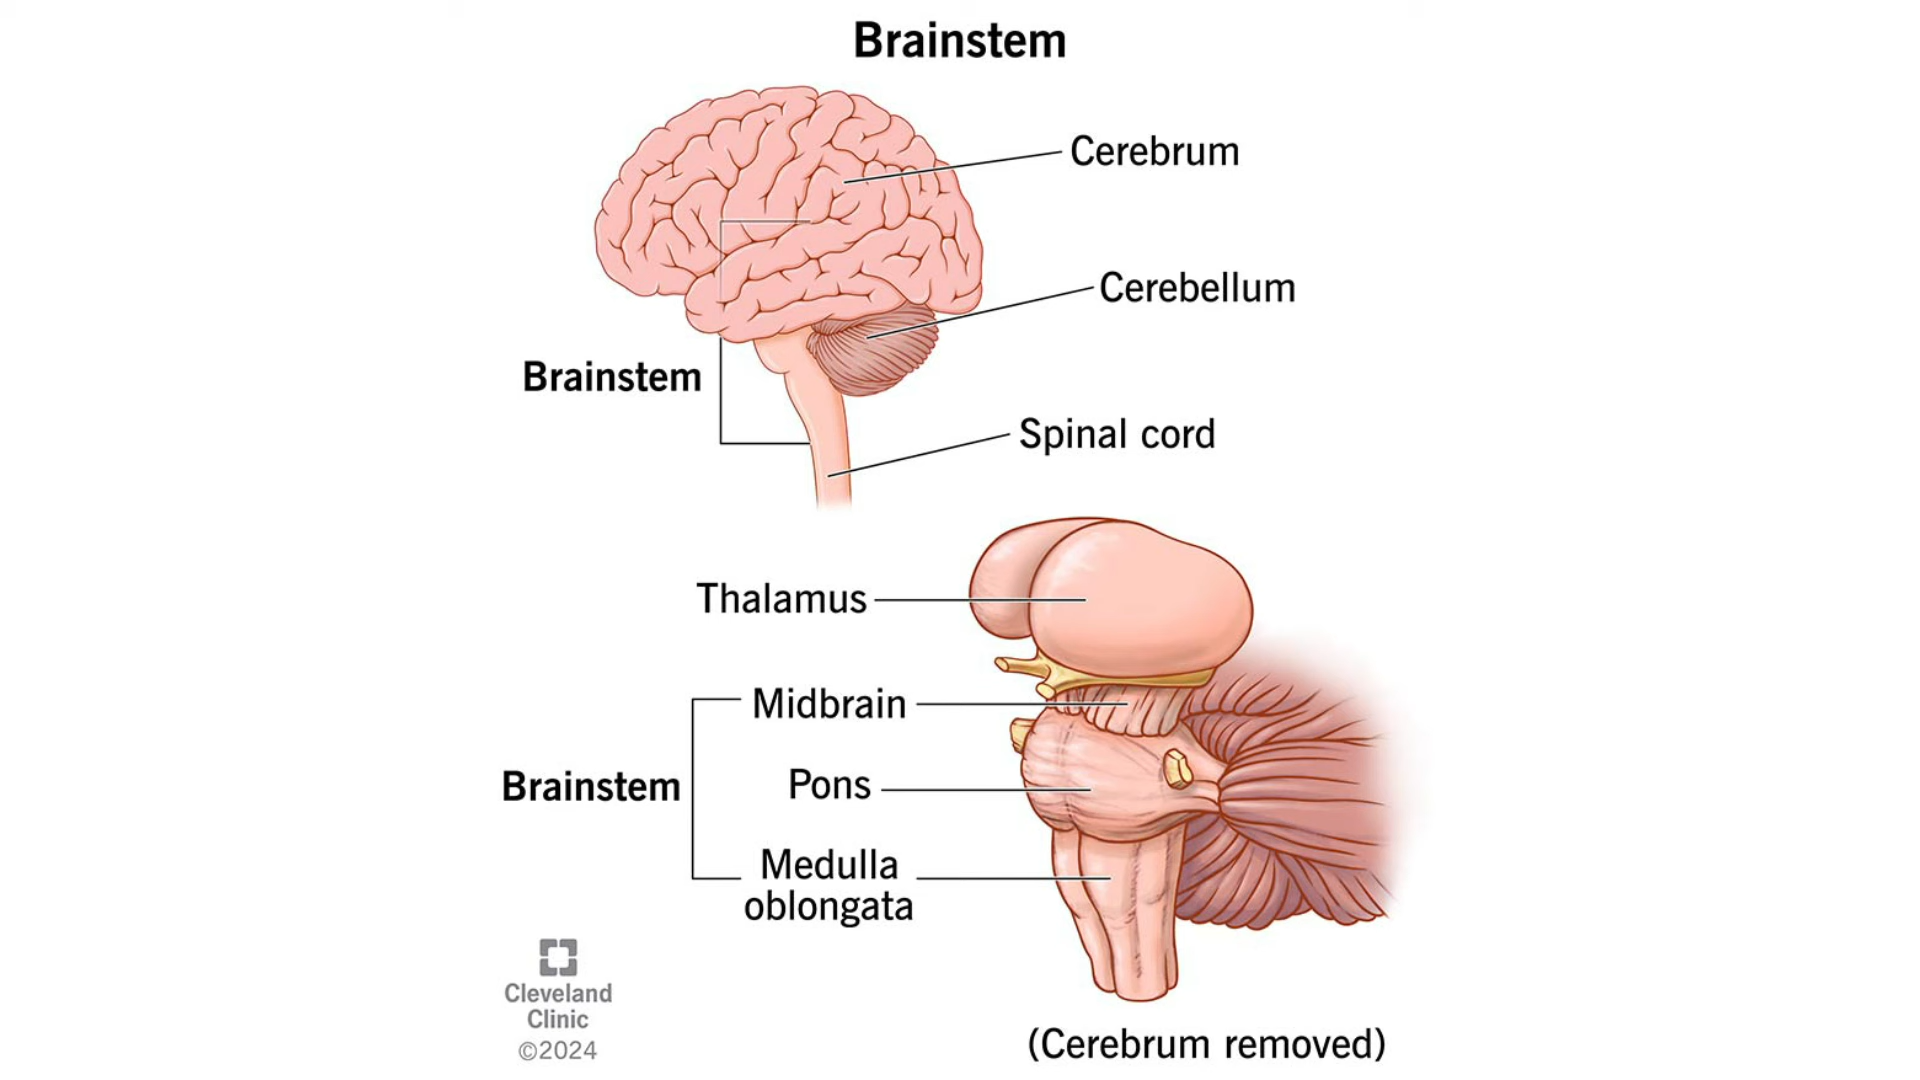 Brainstem
Cerebrum
Cerebellum
Brainstem
Spinal cord
Thalamus
Midbrain
Brainstem
Pons
Medulla
oblongata
Cleveland
Clinic
©2024
(Cerebrum removed)